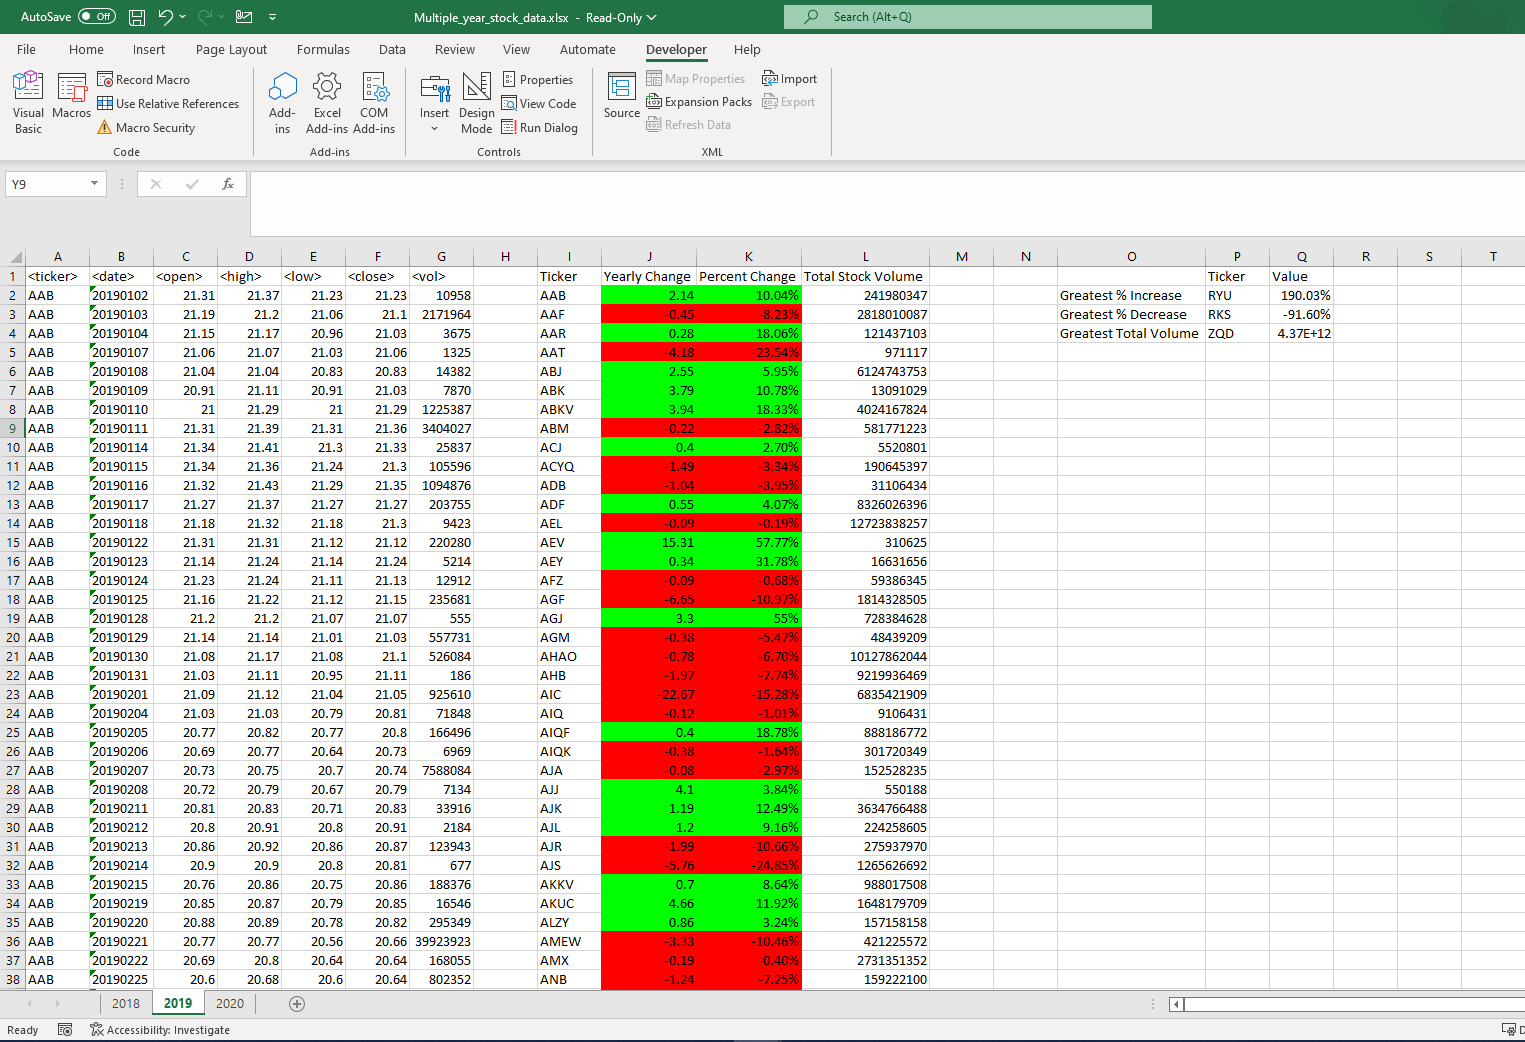 AutoSave Off Multiple_year_stock_data.xlsx - Read-Only Search (Alt+Q)
File Home Insert Page Layout Formulas Data Review View Automate Developer Help
Visual Basic Macros Record Macro Use Relative References Macro Security Code
Add-ins Excel Add-ins COM Add-ins Add-ins
Insert Design Mode Properties View Code Run Dialog Controls
Source Map Properties Expansion Packs Refresh Data Import Export XML
Y9 fx
A B C D E F G H I J K L M N O P Q R S T
1 <ticker> <date> <open> <high> <low> <close> <vol> Ticker Yearly Change Percent Change Total Stock Volume Ticker Value
2 AAB 20190102 21.31 21.37 21.23 21.23 10958 AAB 2.14 10.04% 241980347 Greatest % Increase RYU 190.03%
3 AAB 20190103 21.19 21.2 21.06 21.1 2171964 AAF -0.45 -8.23% 2818010087 Greatest % Decrease RKS -91.60%
4 AAB 20190104 21.15 21.17 20.96 21.03 3675 AAR 0.28 18.06% 121437103 Greatest Total Volume ZQD 4.37E+12
5 AAB 20190107 21.06 21.07 21.03 21.06 1325 AAT -4.18 -23.54% 971117
6 AAB 20190108 21.04 21.04 20.83 20.83 14382 ABJ 2.55 5.95% 6124743753
7 AAB 20190109 20.91 21.11 20.91 21.03 7870 ABK 3.79 10.78% 13091029
8 AAB 20190110 21 21.29 21 21.29 1225387 ABKV 3.94 18.33% 4024167824
9 AAB 20190111 21.31 21.39 21.31 21.36 3404027 ABM -0.22 -2.82% 581771223
10 AAB 20190114 21.34 21.41 21.3 21.33 25837 ACJ 0.4 2.70% 5520801
11 AAB 20190115 21.34 21.36 21.24 21.3 105596 ACYQ -1.49 -3.34% 190645397
12 AAB 20190116 21.32 21.43 21.29 21.35 1094876 ADB -1.04 -3.95% 31106434
13 AAB 20190117 21.27 21.37 21.27 21.27 203755 ADF 0.55 4.07% 8326026396
14 AAB 20190118 21.18 21.32 21.18 21.3 9423 AEL -0.09 -0.19% 12723838257
15 AAB 20190122 21.31 21.31 21.12 21.12 220280 AEV 15.31 57.77% 310625
16 AAB 20190123 21.14 21.24 21.14 21.24 5214 AEY 0.34 31.78% 16631656
17 AAB 20190124 21.23 21.24 21.11 21.13 12912 AFZ -0.09 -0.68% 59386345
18 AAB 20190125 21.16 21.22 21.12 21.15 235681 AGF -6.65 -10.97% 1814328505
19 AAB 20190128 21.2 21.2 21.07 21.07 555 AGJ 3.3 55% 728384628
20 AAB 20190129 21.14 21.14 21.01 21.03 557731 AGM -0.38 -5.47% 48439209
21 AAB 20190130 21.08 21.17 21.08 21.1 526084 AHAO -0.78 -6.70% 10127862044
22 AAB 20190131 21.03 21.11 20.95 21.11 186 AHB -1.97 -7.74% 9219936469
23 AAB 20190201 21.09 21.12 21.04 21.05 925610 AIC -22.67 -15.28% 6835421909
24 AAB 20190204 21.03 21.03 20.79 20.81 71848 AIQ -0.12 -1.01% 9106431
25 AAB 20190205 20.77 20.82 20.77 20.8 166496 AIQF 0.4 18.78% 888186772
26 AAB 20190206 20.69 20.77 20.64 20.73 6969 AIQK -0.38 -1.64% 301720349
27 AAB 20190207 20.73 20.75 20.7 20.74 7588084 AJA -0.08 -2.97% 152528235
28 AAB 20190208 20.72 20.79 20.67 20.79 7134 AJJ 4.1 3.84% 550188
29 AAB 20190211 20.81 20.83 20.71 20.83 33916 AJK 1.19 12.49% 3634766488
30 AAB 20190212 20.8 20.91 20.8 20.91 2184 AJL 1.2 9.16% 224258605
31 AAB 20190213 20.86 20.92 20.86 20.87 123943 AJR -1.99 -10.66% 275937970
32 AAB 20190214 20.9 20.9 20.8 20.81 677 AJS -5.76 -24.85% 1265626692
33 AAB 20190215 20.76 20.86 20.75 20.86 188376 AKKV 0.7 8.64% 988017508
34 AAB 20190219 20.85 20.87 20.79 20.85 16546 AKUC 4.66 11.92% 1648179709
35 AAB 20190220 20.88 20.89 20.78 20.82 295349 ALZY 0.86 3.24% 157158158
36 AAB 20190221 20.77 20.77 20.56 20.66 39923923 AMEW -3.33 -10.46% 421225572
37 AAB 20190222 20.69 20.8 20.64 20.64 168055 AMX -0.19 -0.40% 2731351352
38 AAB 20190225 20.6 20.68 20.6 20.64 802352 ANB -1.24 -7.25% 159222100
2018 2019 2020
Ready Accessibility: Investigate D